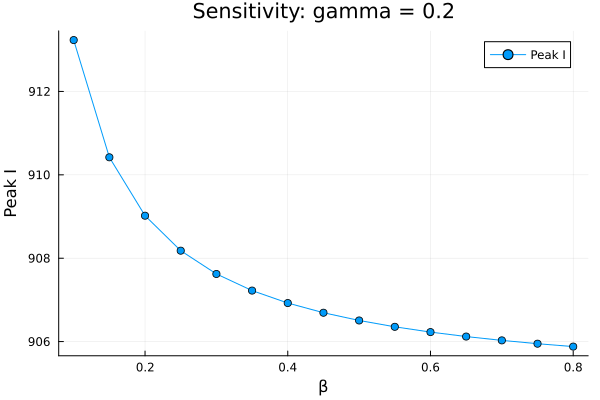 Sensitivity: gamma = 0.2
Peak I
912
910
908
906
Peak I
0.2
0.4
0.6
0.8
β